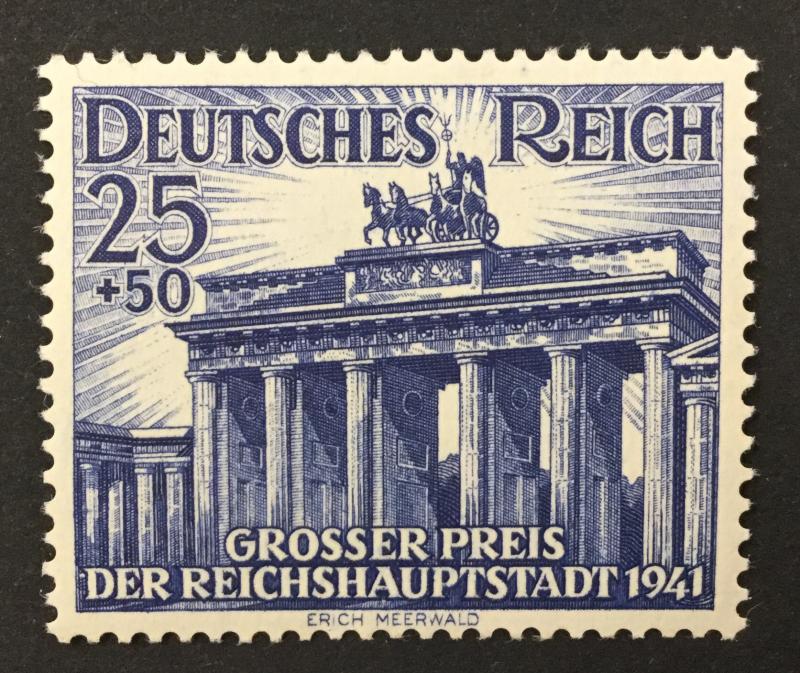 DEUTSCHES REICH
25
+50
GROSSER PREIS
DER REICHSHAUPTSTADT 1941
ERICH MEERWALD